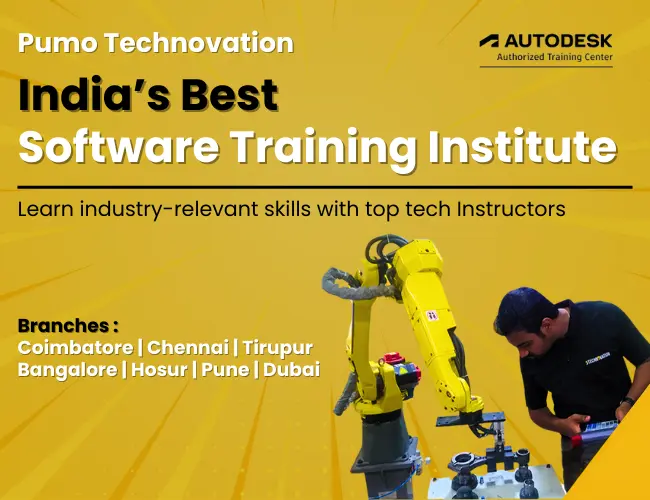 Pumo Technovation
AUTODESK
Authorized Training Center
India’s Best
Software Training Institute
Learn industry-relevant skills with top tech Instructors
Branches :
Coimbatore | Chennai | Tirupur
Bangalore | Hosur | Pune | Dubai